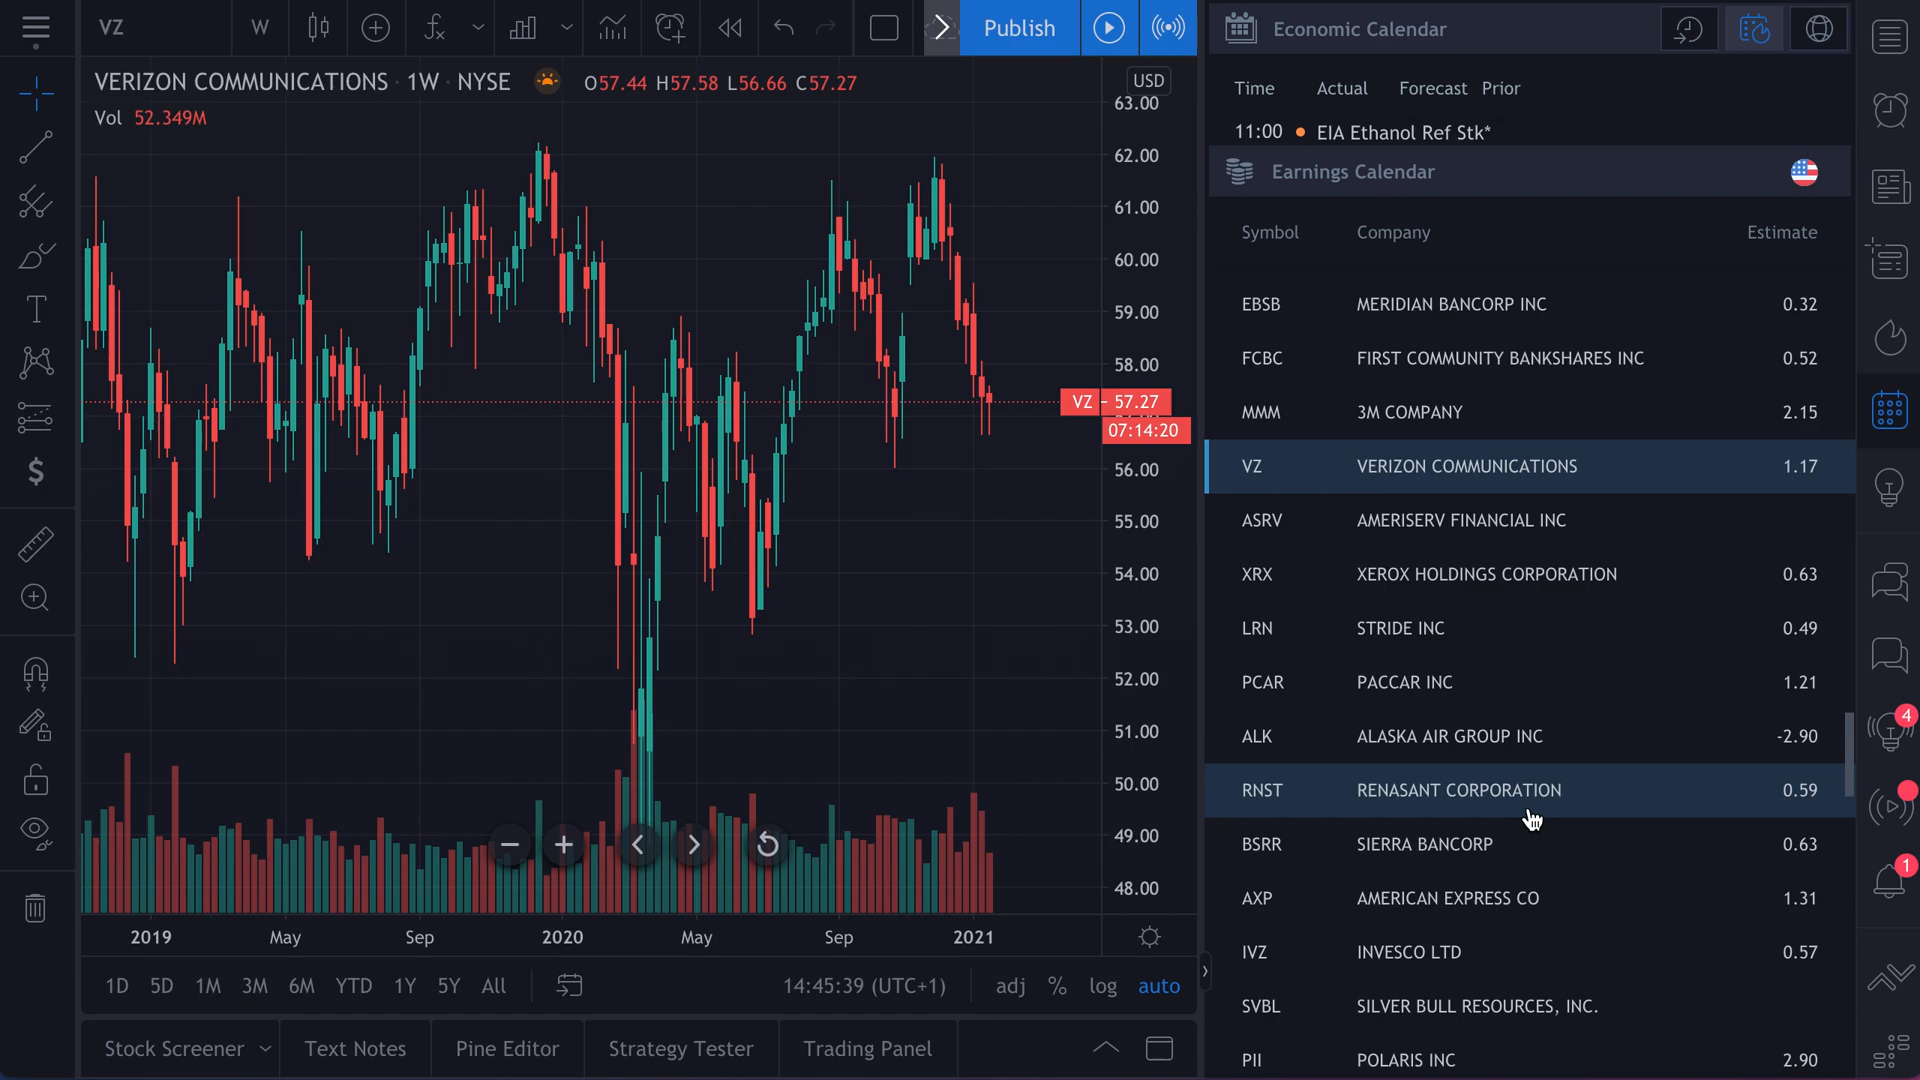 VZ
W
Publish
VERIZON COMMUNICATIONS · 1W · NYSE
O57.44 H57.58 L56.66 C57.27
Vol 52.349M
USD
63.00
62.00
61.00
60.00
59.00
58.00
VZ - 57.27
07:14:20
56.00
55.00
54.00
53.00
52.00
51.00
50.00
49.00
48.00
2019 May Sep 2020 May Sep 2021
1D 5D 1M 3M 6M YTD 1Y 5Y All
14:45:39 (UTC+1)
adj % log auto
Stock Screener Text Notes Pine Editor Strategy Tester Trading Panel
Economic Calendar
Time Actual Forecast Prior
11:00 EIA Ethanol Ref Stk*
Earnings Calendar
Symbol Company Estimate
EBSB MERIDIAN BANCORP INC 0.32
FCBC FIRST COMMUNITY BANKSHARES INC 0.52
MMM 3M COMPANY 2.15
VZ VERIZON COMMUNICATIONS 1.17
ASRV AMERISERV FINANCIAL INC
XRX XEROX HOLDINGS CORPORATION 0.63
LRN STRIDE INC 0.49
PCAR PACCAR INC 1.21
ALK ALASKA AIR GROUP INC -2.90
RNST RENASANT CORPORATION 0.59
BSRR SIERRA BANCORP 0.63
AXP AMERICAN EXPRESS CO 1.31
IVZ INVESCO LTD 0.57
SVBL SILVER BULL RESOURCES, INC.
PII POLARIS INC 2.90
4
1